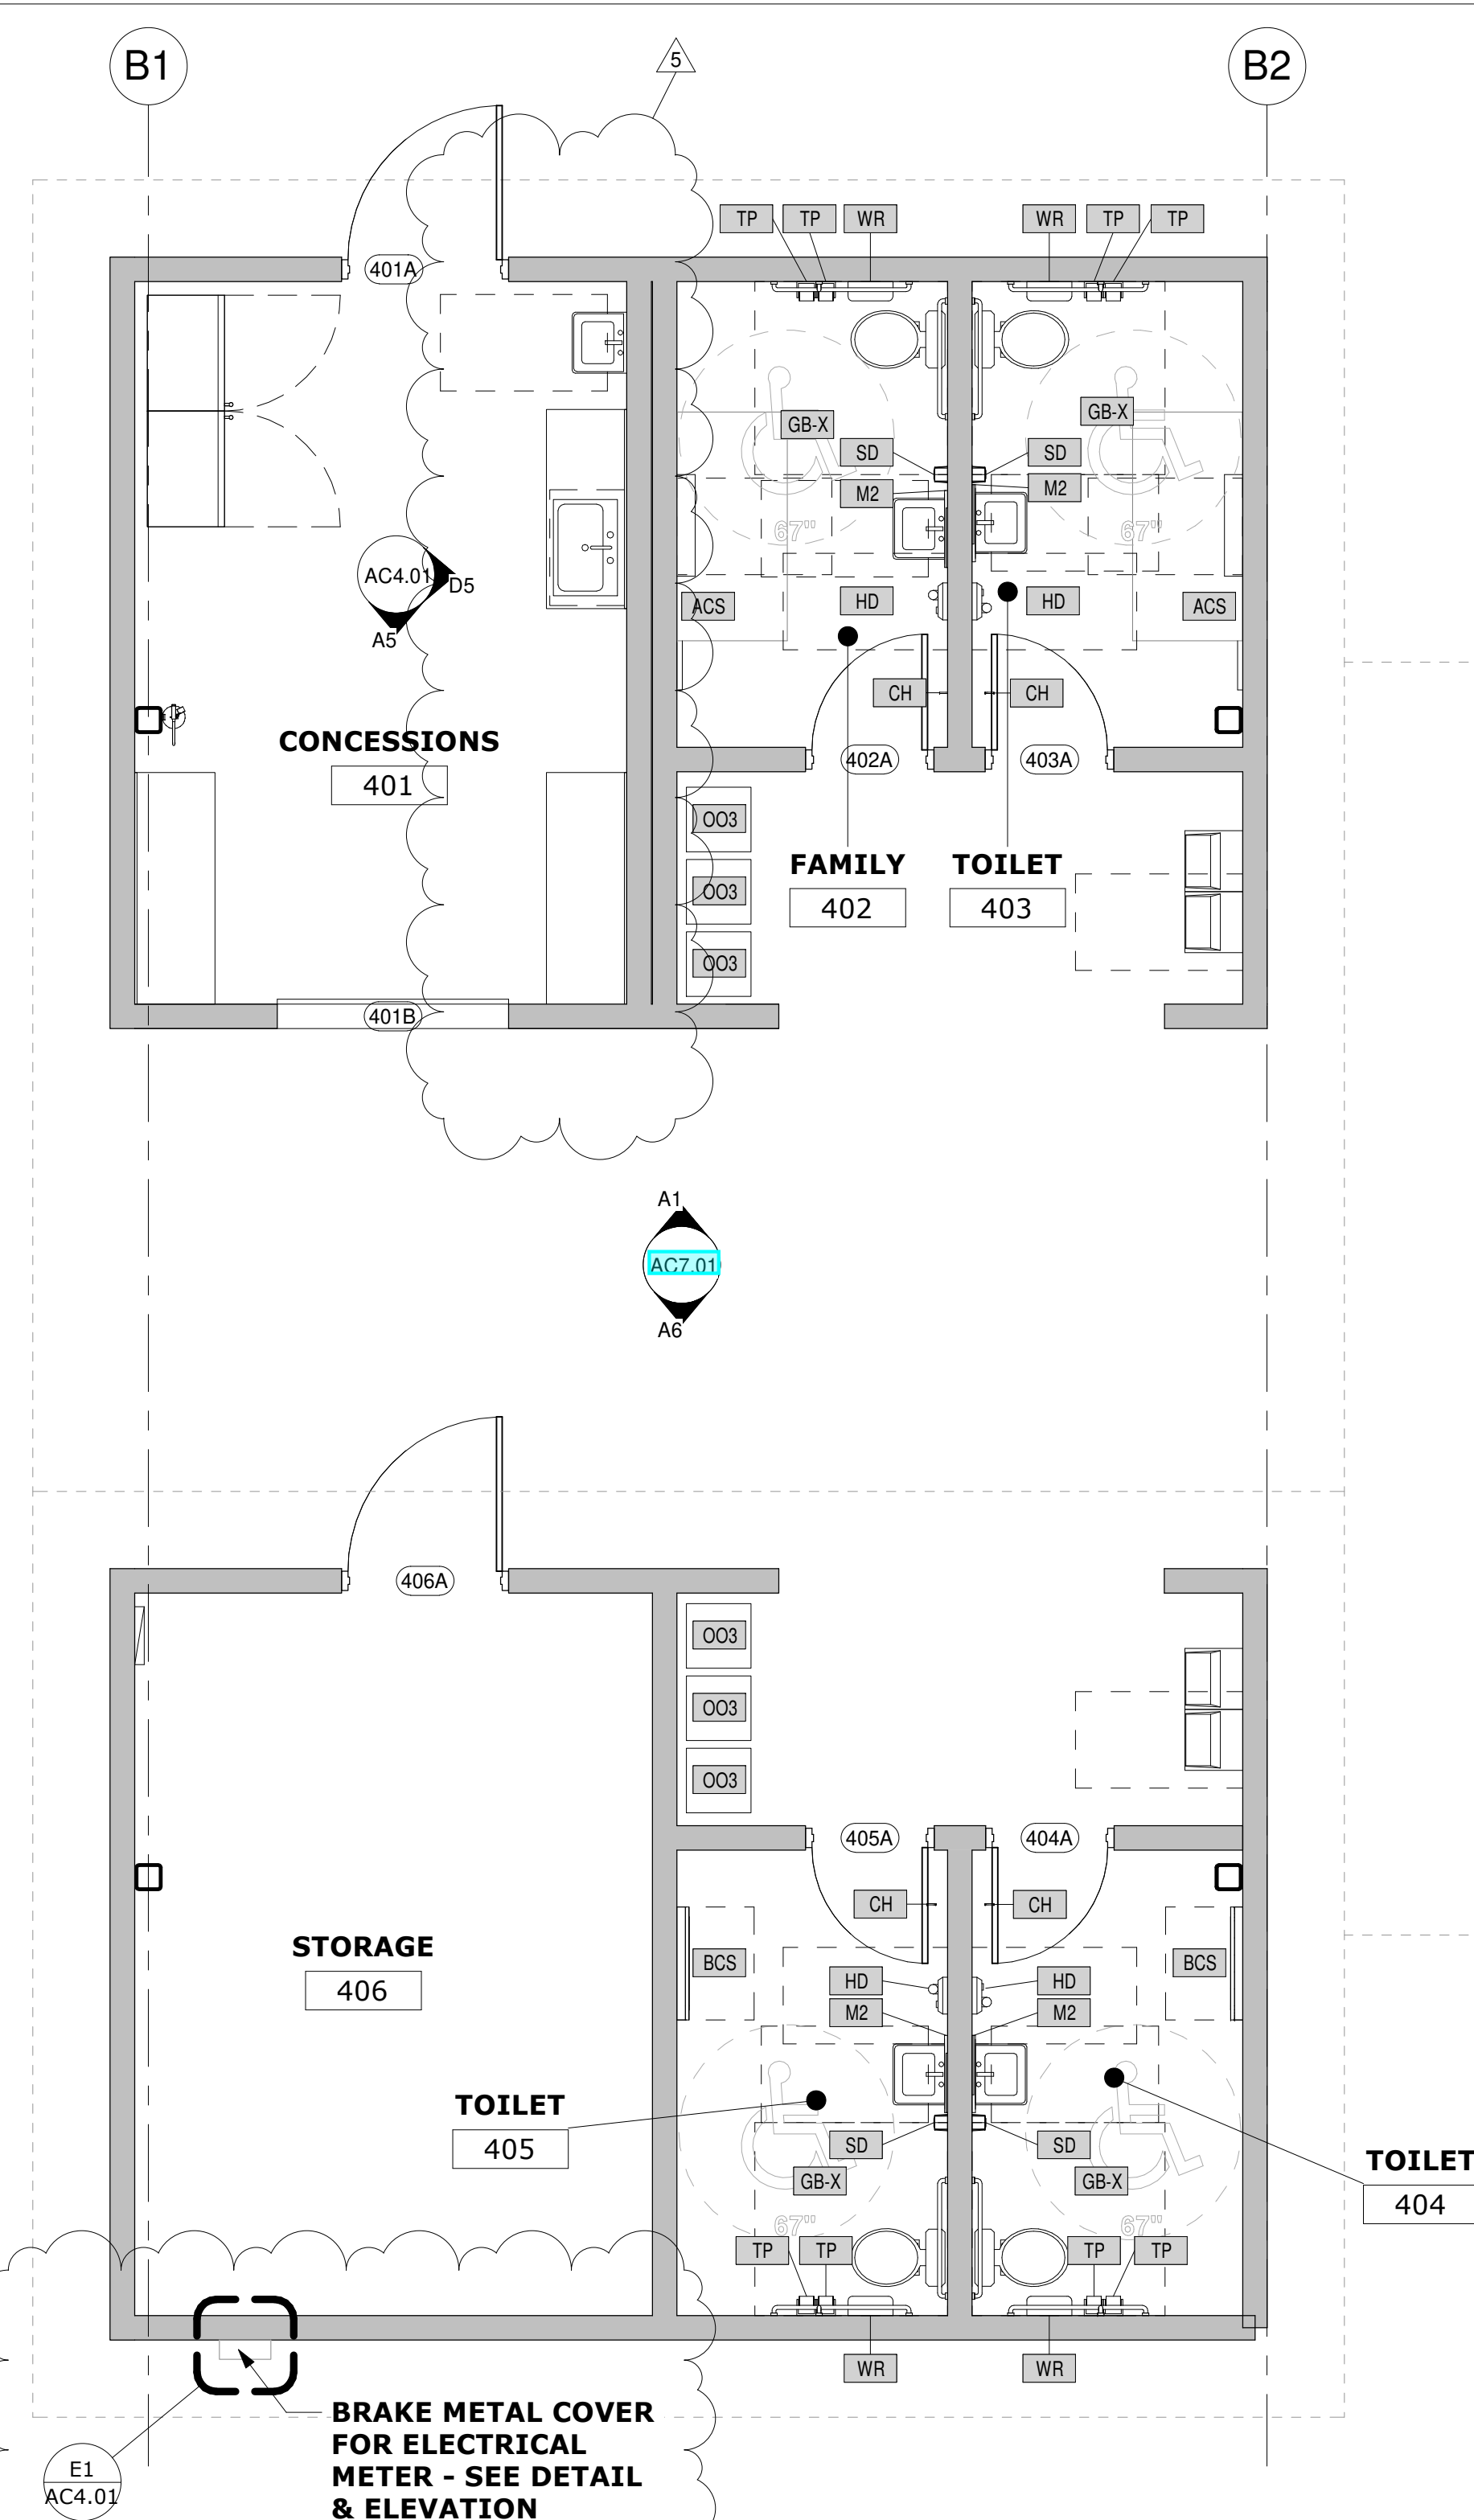 B1
5
B2
TP TP WR WR TP TP
401A
GB-X GB-X
SD SD
M2 M2
67" 67"
AC4.01
D5
A5
ACS HD HD ACS
CH CH
CONCESSIONS
401
402A 403A
OO3
FAMILY TOILET
402 403
OO3
OO3
401B
A1
AC7.01
A6
406A
OO3
OO3
OO3
405A 404A
CH CH
STORAGE
406
BCS BCS
HD HD
M2 M2
TOILET
405
SD SD
TOILET
404
GB-X GB-X
67" 67"
TP TP TP TP
WR WR
BRAKE METAL COVER
FOR ELECTRICAL
METER - SEE DETAIL
& ELEVATION
E1
AC4.01